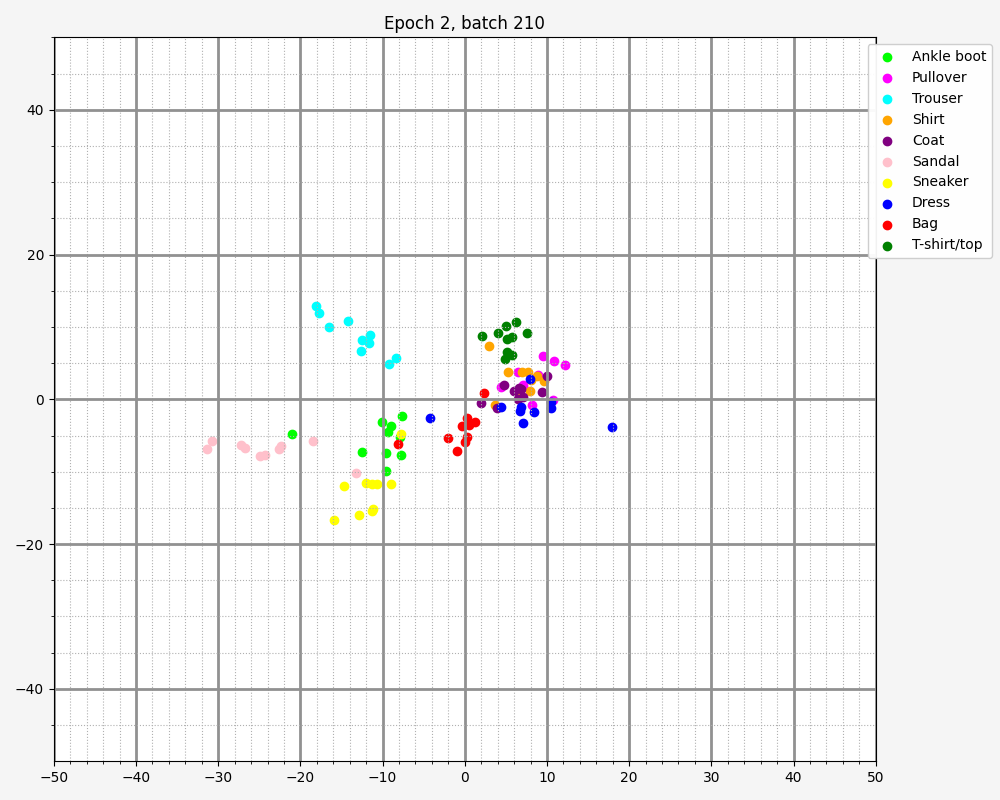 Epoch 2, batch 210
40
20
0
−20
−40
−50 −40 −30 −20 −10 0 10 20 30 40 50
Ankle boot
Pullover
Trouser
Shirt
Coat
Sandal
Sneaker
Dress
Bag
T-shirt/top